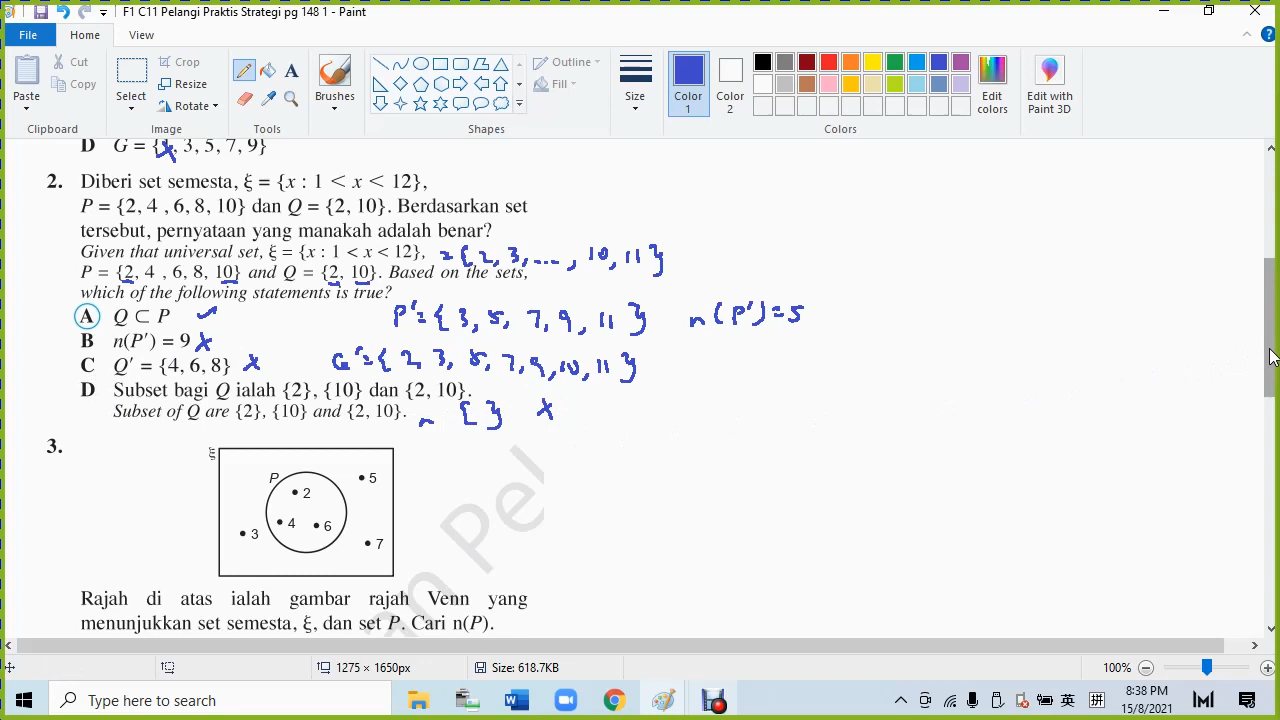 F1 C11 Pelangi Praktis Strategi pg 148 1 - Paint
File Home View
Paste Cut Copy Clipboard
Select Crop Resize Rotate Image
Tools
Brushes
Outline Fill Shapes
Size
Color 1
Color 2
Edit colors
Colors
Edit with Paint 3D
D G = {1, 3, 5, 7, 9}
2. Diberi set semesta, ξ = {x : 1 < x < 12},
P = {2, 4 , 6, 8, 10} dan Q = {2, 10}. Berdasarkan set
tersebut, pernyataan yang manakah adalah benar?
Given that universal set, ξ = {x : 1 < x < 12}, = {2, 3, ..., 10, 11}
P = {2, 4 , 6, 8, 10} and Q = {2, 10}. Based on the sets,
which of the following statements is true?
A Q ⊂ P ✓ P' = {3, 5, 7, 9, 11} n(P') = 5
B n(P') = 9 X
C Q' = {4, 6, 8} X Q' = {2, 3, 5, 7, 9, 10, 11}
D Subset bagi Q ialah {2}, {10} dan {2, 10}.
Subset of Q are {2}, {10} and {2, 10}. { } X
3.
ξ
P
2
5
4
6
3
7
Rajah di atas ialah gambar rajah Venn yang
menunjukkan set semesta, ξ, dan set P. Cari n(P).
an Pel
1275 × 1650px Size: 618.7KB 100%
Type here to search
英 拼
8:38 PM
15/8/2021